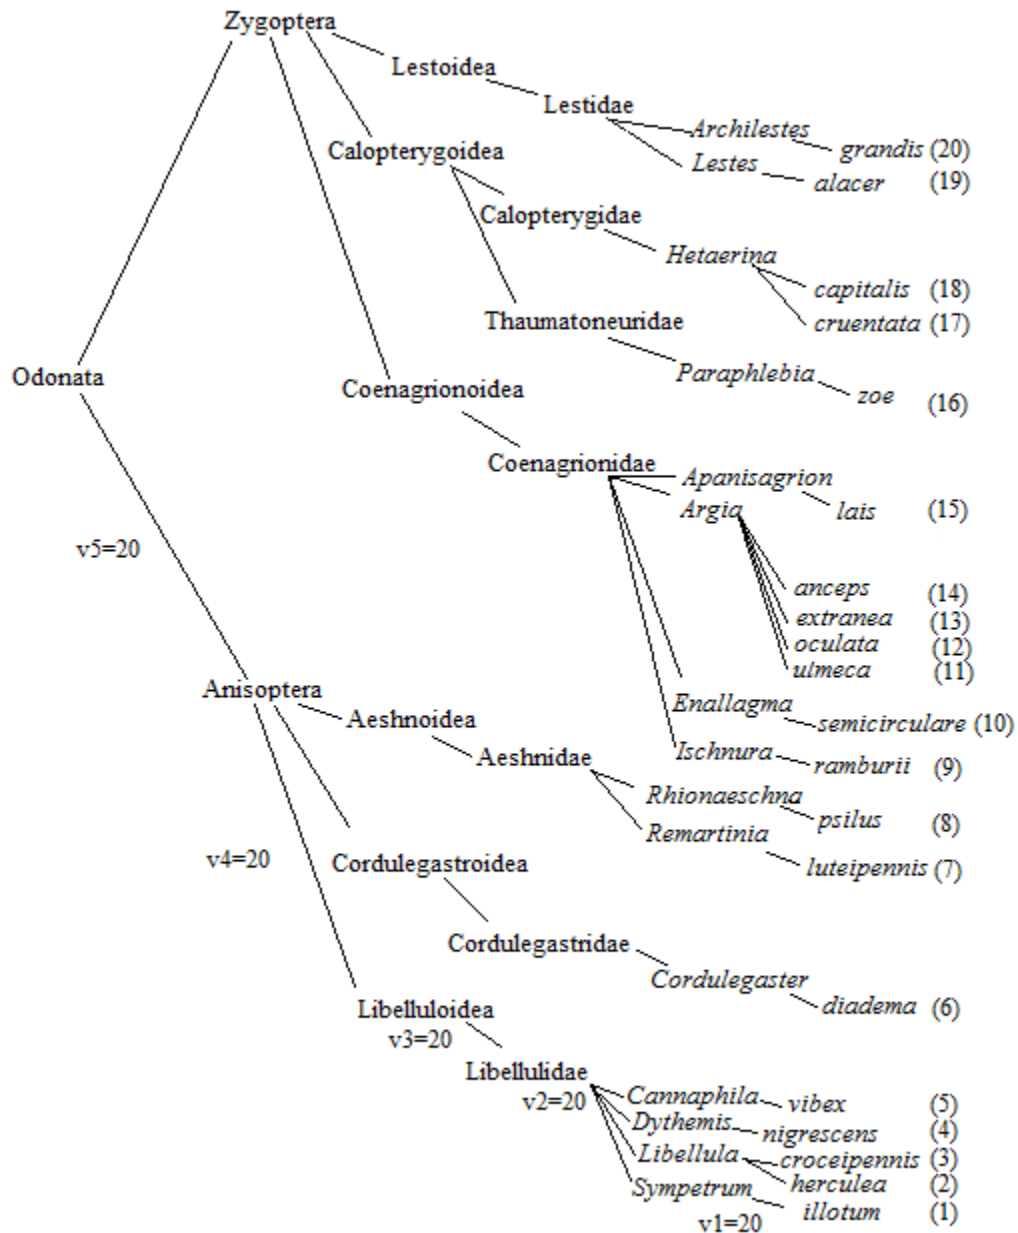 Zygoptera
Lestoidea
Lestidae
Archilestes
grandis (20)
Lestes
alacer (19)
Calopterygoidea
Calopterygidae
Hetaerina
capitalis (18)
cruentata (17)
Thaumatoneuridae
Paraphlebia
zoe (16)
Odonata
Coenagrionoidea
Coenagrionidae
Apanisagrion
lais (15)
Argia
anceps (14)
extranea (13)
oculata (12)
ulmeca (11)
Enallagma
semicirculare (10)
Ischnura
ramburii (9)
v5=20
Anisoptera
Aeshnoidea
Aeshnidae
Rhionaeschna
psilus (8)
Remartinia
luteipennis (7)
v4=20
Cordulegastroidea
Cordulegastridae
Cordulegaster
diadema (6)
Libelluloidea
v3=20
Libellulidae
v2=20
Cannaphila
vibex (5)
Dythemis
nigrescens (4)
Libellula
croceipennis (3)
herculea (2)
Sympetrum
illotum (1)
v1=20